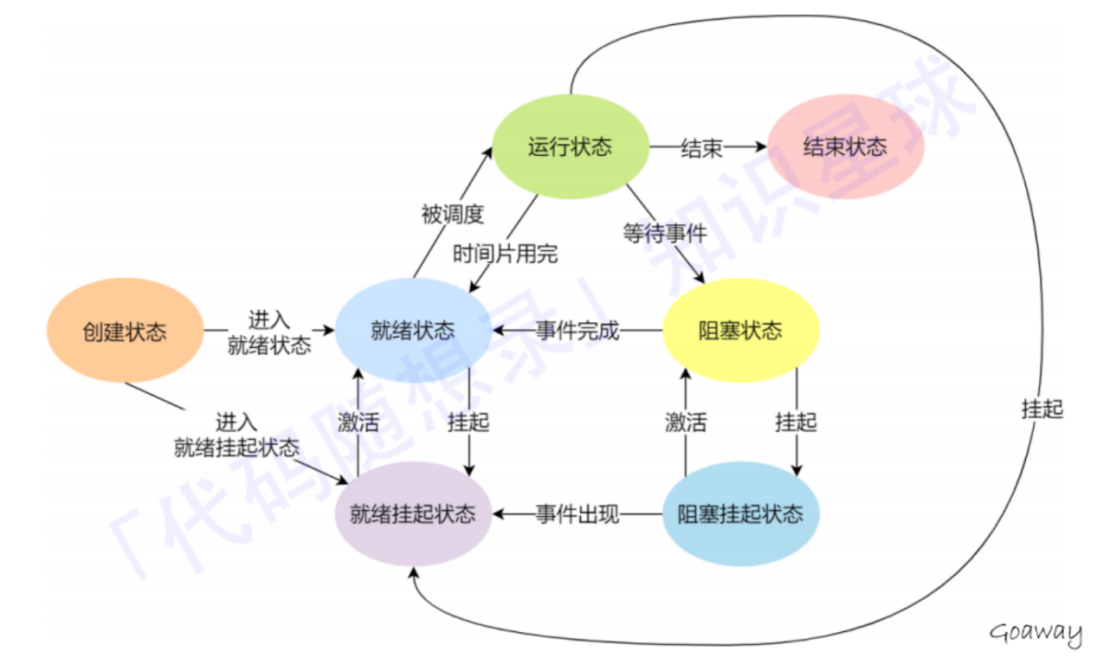 运行状态
结束
结束状态
被调度
时间片用完
等待事件
创建状态
进入
就绪状态
就绪状态
事件完成
阻塞状态
进入
就绪挂起状态
激活
挂起
激活
挂起
挂起
就绪挂起状态
事件出现
阻塞挂起状态
「代码随想录」知识星球
Goaway